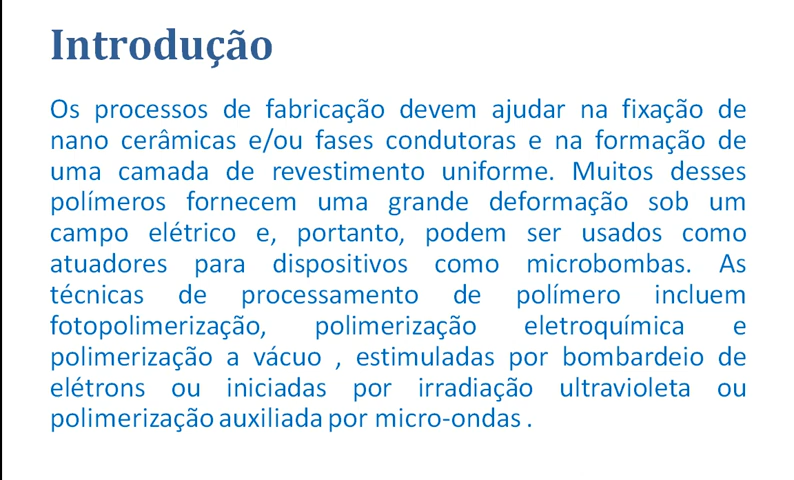 Introdução
Os processos de fabricação devem ajudar na fixação de
nano cerâmicas e/ou fases condutoras e na formação de
uma camada de revestimento uniforme. Muitos desses
polímeros fornecem uma grande deformação sob um
campo elétrico e, portanto, podem ser usados como
atuadores para dispositivos como microbombas. As
técnicas de processamento de polímero incluem
fotopolimerização, polimerização eletroquímica e
polimerização a vácuo , estimuladas por bombardeio de
elétrons ou iniciadas por irradiação ultravioleta ou
polimerização auxiliada por micro-ondas .